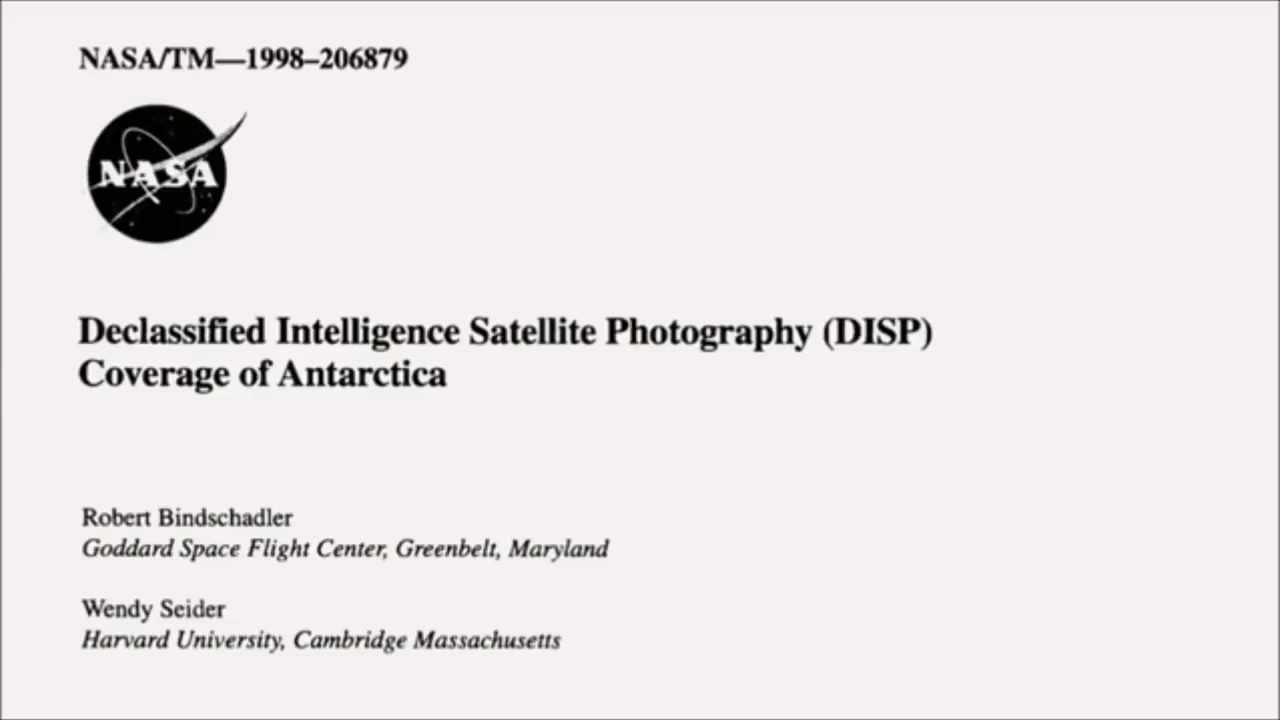 NASA/TM—1998–206879
NASA
Declassified Intelligence Satellite Photography (DISP)
Coverage of Antarctica
Robert Bindschadler
Goddard Space Flight Center, Greenbelt, Maryland
Wendy Seider
Harvard University, Cambridge Massachusetts